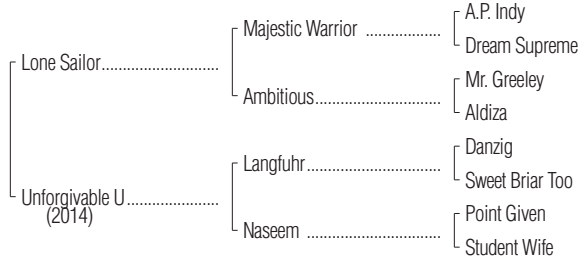 A.P. Indy
Majestic Warrior ..................
Dream Supreme
Lone Sailor............................
Mr. Greeley
Ambitious..............................
Aldiza
Danzig
Langfuhr................................
Sweet Briar Too
Unforgivable U......................
(2014)
Point Given
Naseem ................................
Student Wife